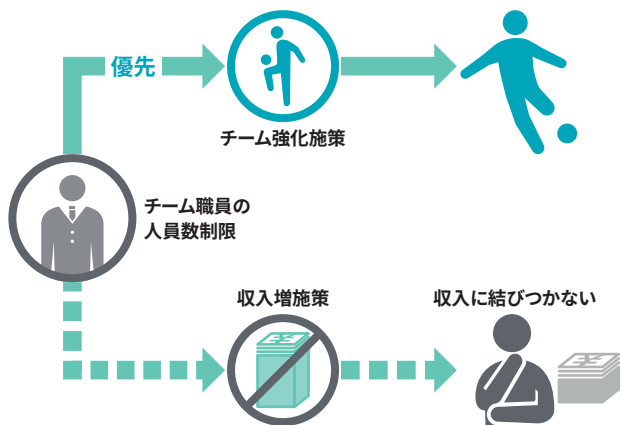 優先
チーム強化施策
チーム職員の
人員数制限
収入増施策
収入に結びつかない